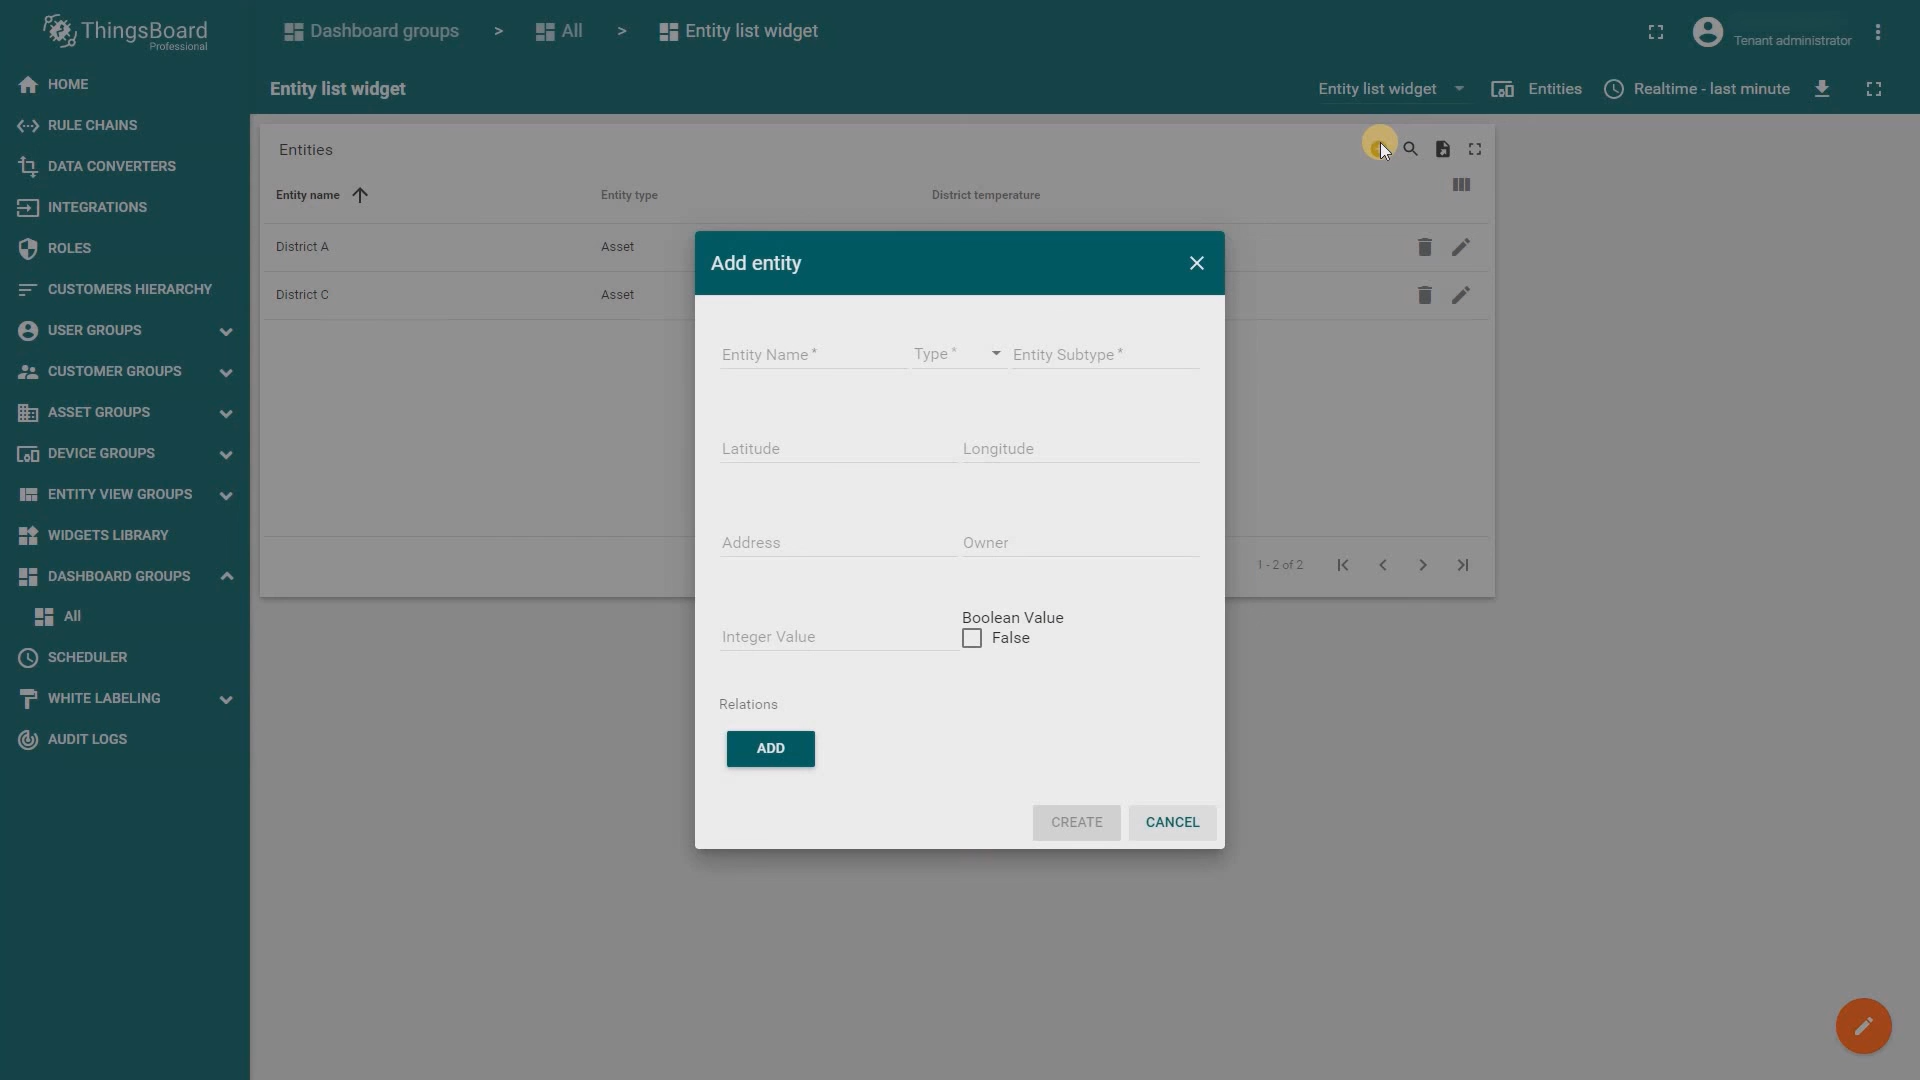 ThingsBoard
Professional
Dashboard groups > All > Entity list widget
Tenant administrator
HOME
RULE CHAINS
DATA CONVERTERS
INTEGRATIONS
ROLES
CUSTOMERS HIERARCHY
USER GROUPS
CUSTOMER GROUPS
ASSET GROUPS
DEVICE GROUPS
ENTITY VIEW GROUPS
WIDGETS LIBRARY
DASHBOARD GROUPS
All
SCHEDULER
WHITE LABELING
AUDIT LOGS
Entity list widget
Entity list widget
Entities
Realtime - last minute
Entities
Entity name
Entity type
District temperature
District A
Asset
District C
Asset
1 - 2 of 2
Add entity
Entity Name *
Type *
Entity Subtype *
Latitude
Longitude
Address
Owner
Integer Value
Boolean Value
False
Relations
ADD
CREATE
CANCEL